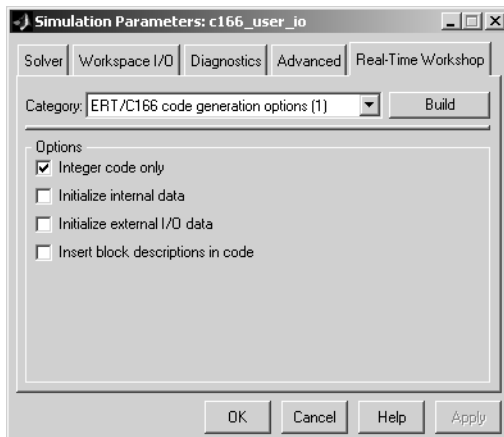 Simulation Parameters: c166_user_io
Solver Workspace I/O Diagnostics Advanced Real-Time Workshop
Category: ERT/C166 code generation options (1) Build
Options
Integer code only
Initialize internal data
Initialize external I/O data
Insert block descriptions in code
OK Cancel Help Apply